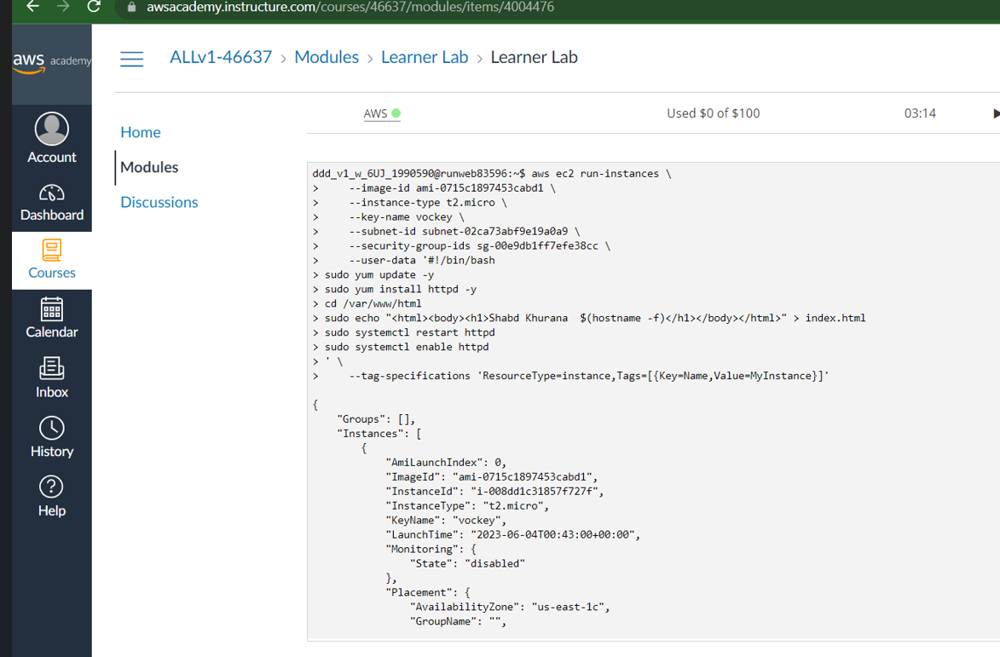 awsacademy.instructure.com/courses/46637/modules/items/4004476
aws academy
ALLv1-46637 > Modules > Learner Lab > Learner Lab
Account
Dashboard
Courses
Calendar
Inbox
History
Help
Home
Modules
Discussions
AWS
Used $0 of $100
03:14
ddd_v1_w_6UJ_1990590@runweb83596:~$ aws ec2 run-instances \
>     --image-id ami-0715c1897453cabd1 \
>     --instance-type t2.micro \
>     --key-name vockey \
>     --subnet-id subnet-02ca73abf9e19a0a9 \
>     --security-group-ids sg-00e9db1ff7efe38cc \
>     --user-data '#!/bin/bash
> sudo yum update -y
> sudo yum install httpd -y
> cd /var/www/html
> sudo echo "<html><body><h1>Shabd Khurana  $(hostname -f)</h1></body></html>" > index.html
> sudo systemctl restart httpd
> sudo systemctl enable httpd
> ' \
>     --tag-specifications 'ResourceType=instance,Tags=[{Key=Name,Value=MyInstance}]'
{
    "Groups": [],
    "Instances": [
        {
            "AmiLaunchIndex": 0,
            "ImageId": "ami-0715c1897453cabd1",
            "InstanceId": "i-008dd1c31857f727f",
            "InstanceType": "t2.micro",
            "KeyName": "vockey",
            "LaunchTime": "2023-06-04T00:43:00+00:00",
            "Monitoring": {
                "State": "disabled"
            },
            "Placement": {
                "AvailabilityZone": "us-east-1c",
                "GroupName": "",